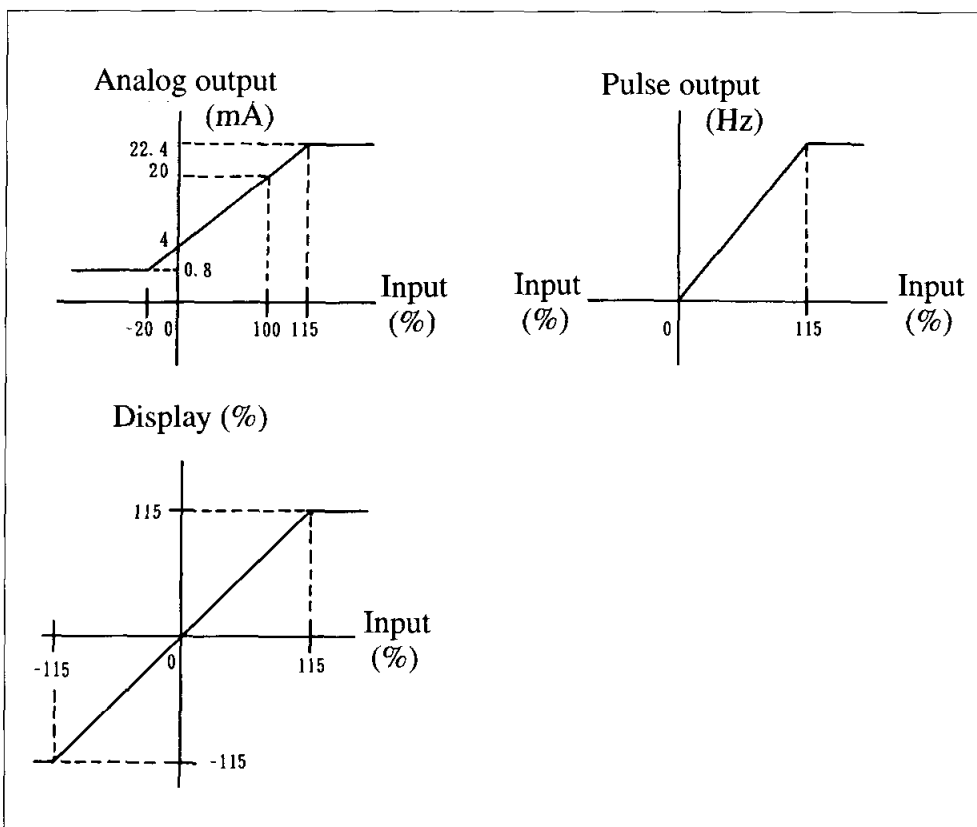 Analog output
(mA)
22.4
20
4
0.8
Input
(%)
-20 0 100 115
Pulse output
(Hz)
Input
(%)
Input
(%)
0 115
Display (%)
115
Input
(%)
-115 0 115
-115